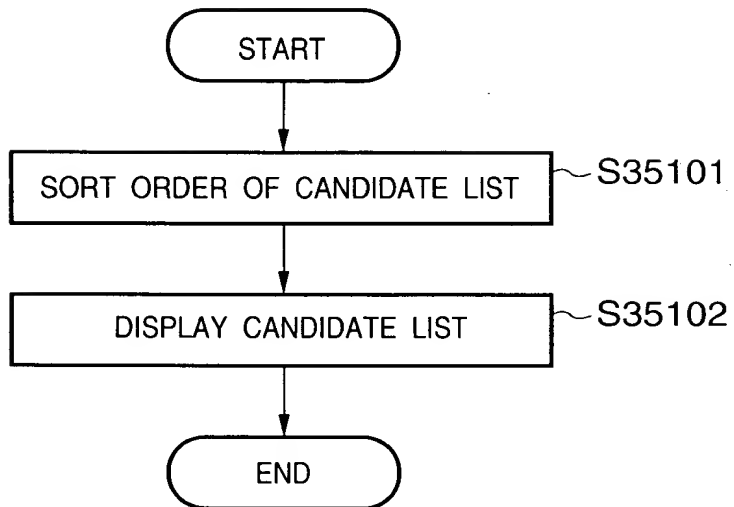 START
SORT ORDER OF CANDIDATE LIST
S35101
DISPLAY CANDIDATE LIST
S35102
END